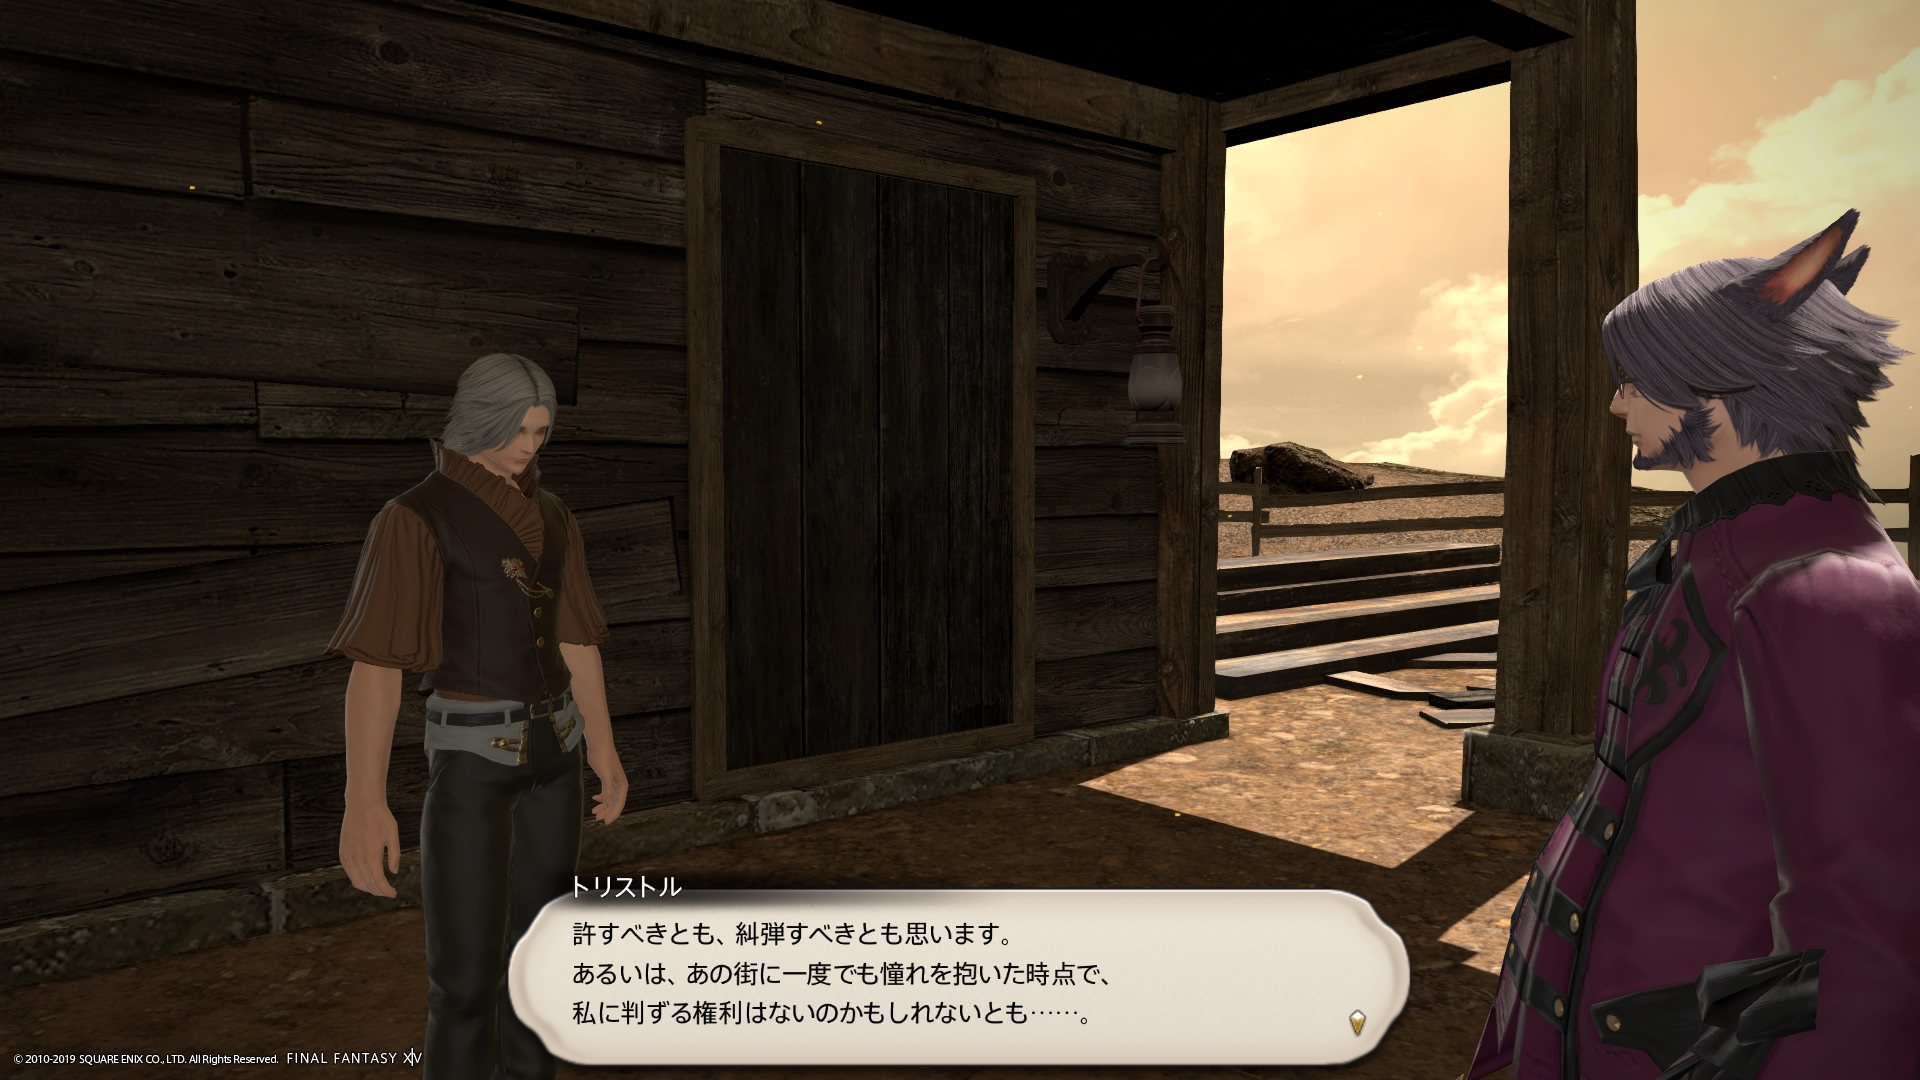 トリストル
許すべきとも、糾弾すべきとも思います。
あるいは、あの街に一度でも憧れを抱いた時点で、
私に判ずる権利はないのかもしれないとも……。
© 2010-2019 SQUARE ENIX CO., LTD. All Rights Reserved. FINAL FANTASY XIV